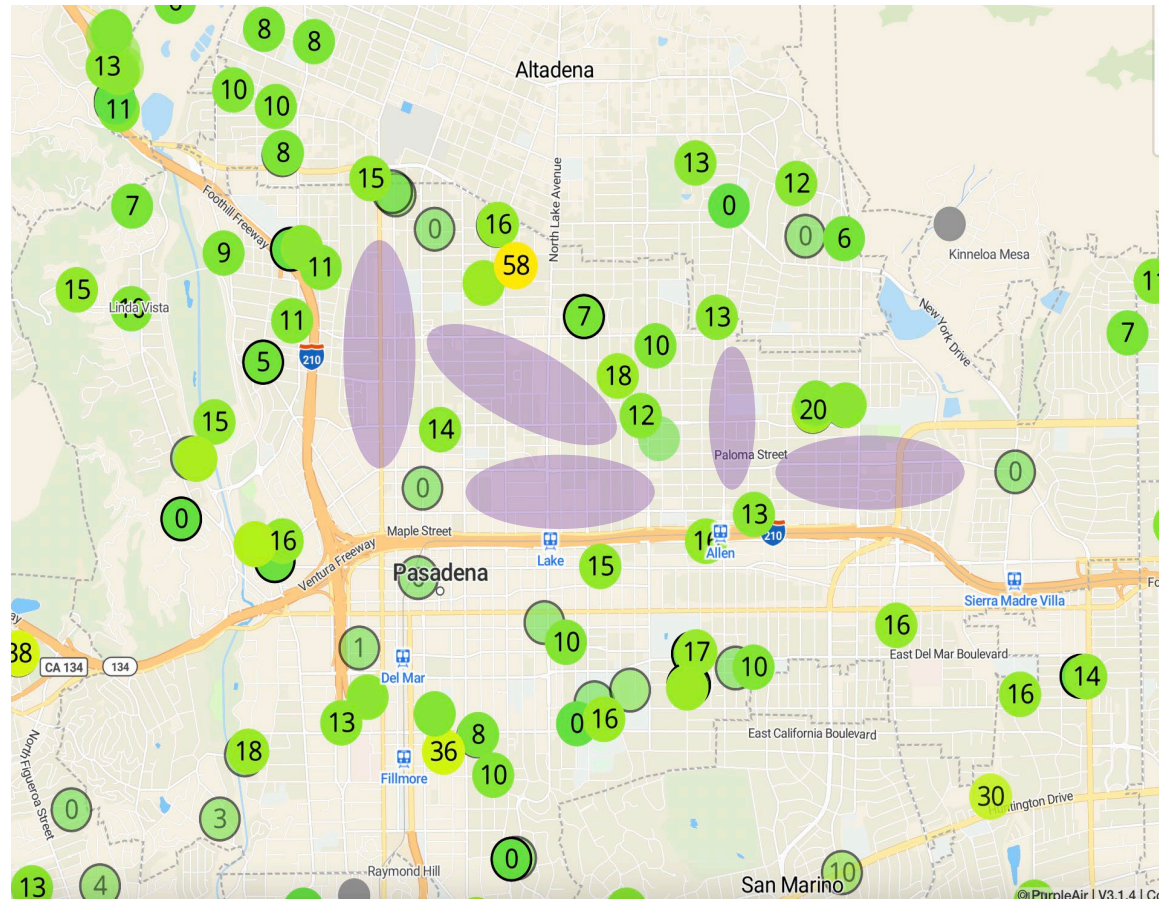 8
8
Altadena
13
10
10
11
8
13
15
12
7
Foothill Freeway
0
North Lake Avenue
0
16
0
6
9
Kinneloa Mesa
58
11
11
15
Linda Vista
7
13
11
New York Drive
7
10
210
5
18
15
14
12
20
Paloma Street
0
0
0
13
Maple Street
16
16
210
Ventura Freeway
Lake
Allen
15
Pasadena
Sierra Madre Villa
10
16
1
17
38
CA 134
134
East Del Mar Boulevard
10
Del Mar
14
16
13
0
16
8
East California Boulevard
North Figueroa Street
18
36
Fillmore
10
30
Huntington Drive
0
3
0
Raymond Hill
10
13
4
San Marino
PurpleAir | V3.1.4 |